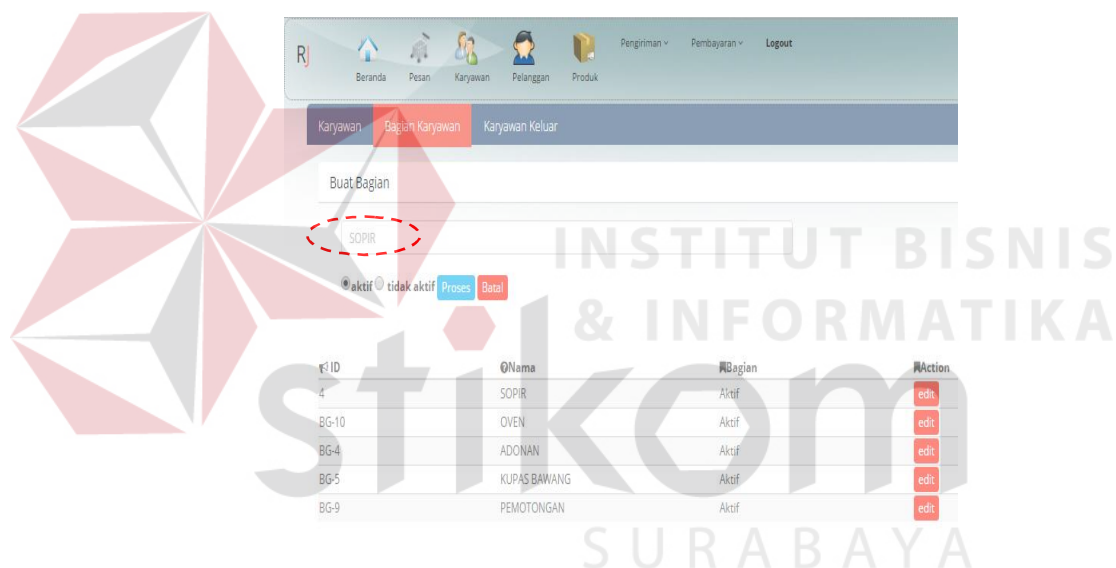 RJ
Beranda Pesan Karyawan Pelanggan Produk Pengiriman Pembayaran Logout
Karyawan Bagian Karyawan Karyawan Keluar
Buat Bagian
SOPIR
aktif tidak aktif Proses Batal
ID Nama Bagian Action
4 SOPIR Aktif edit
BG-10 OVEN Aktif edit
BG-4 ADONAN Aktif edit
BG-5 KUPAS BAWANG Aktif edit
BG-9 PEMOTONGAN Aktif edit
INSTITUT BISNIS
& INFORMATIKA
stikom
SURABAYA